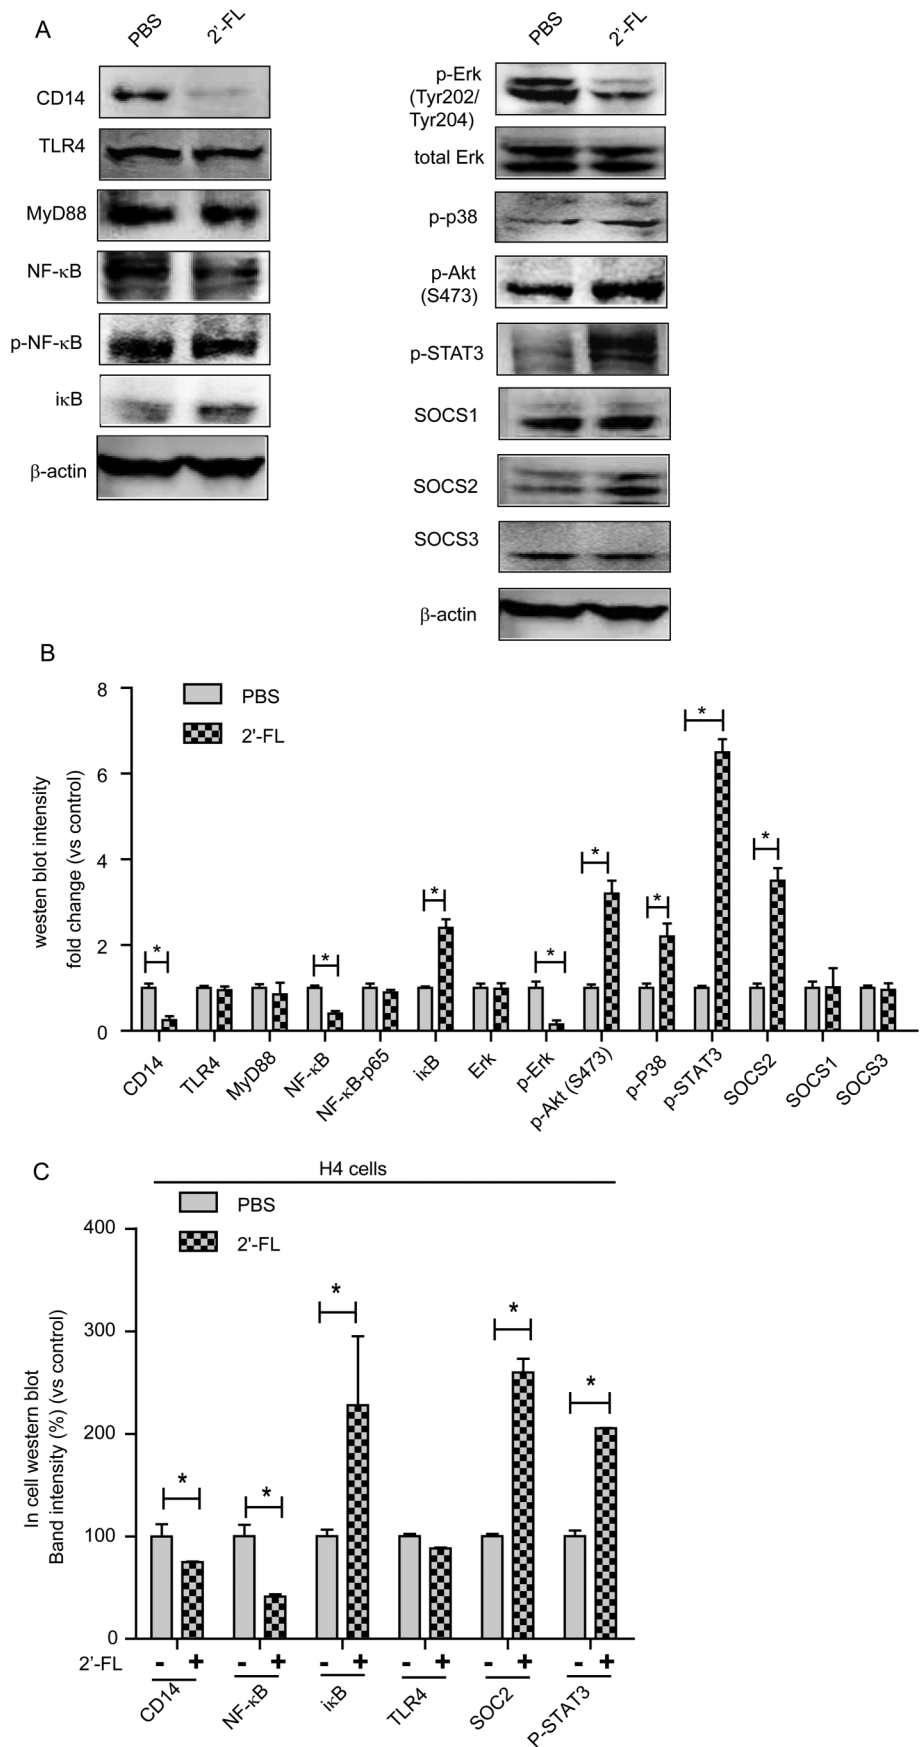 A
PBS
2'-FL
CD14
TLR4
MyD88
NF-κB
p-NF-κB
iκB
β-actin
PBS
2'-FL
p-Erk
(Tyr202/
Tyr204)
total Erk
p-p38
p-Akt
(S473)
p-STAT3
SOCS1
SOCS2
SOCS3
β-actin
B
westen blot intensity
fold change (vs control)
8
6
4
2
0
PBS
2'-FL
*
*
*
*
*
*
*
*
CD14
TLR4
MyD88
NF-κB
NF-κB-p65
iκB
Erk
p-Erk
p-Akt (S473)
p-P38
p-STAT3
SOCS2
SOCS1
SOCS3
C
H4 cells
PBS
2'-FL
In cell western blot
Band intensity (%) (vs control)
400
300
200
100
0
*
*
*
*
*
2'-FL - + - + - + - + - + - +
CD14
NF-κB
iκB
TLR4
SOC2
P-STAT3